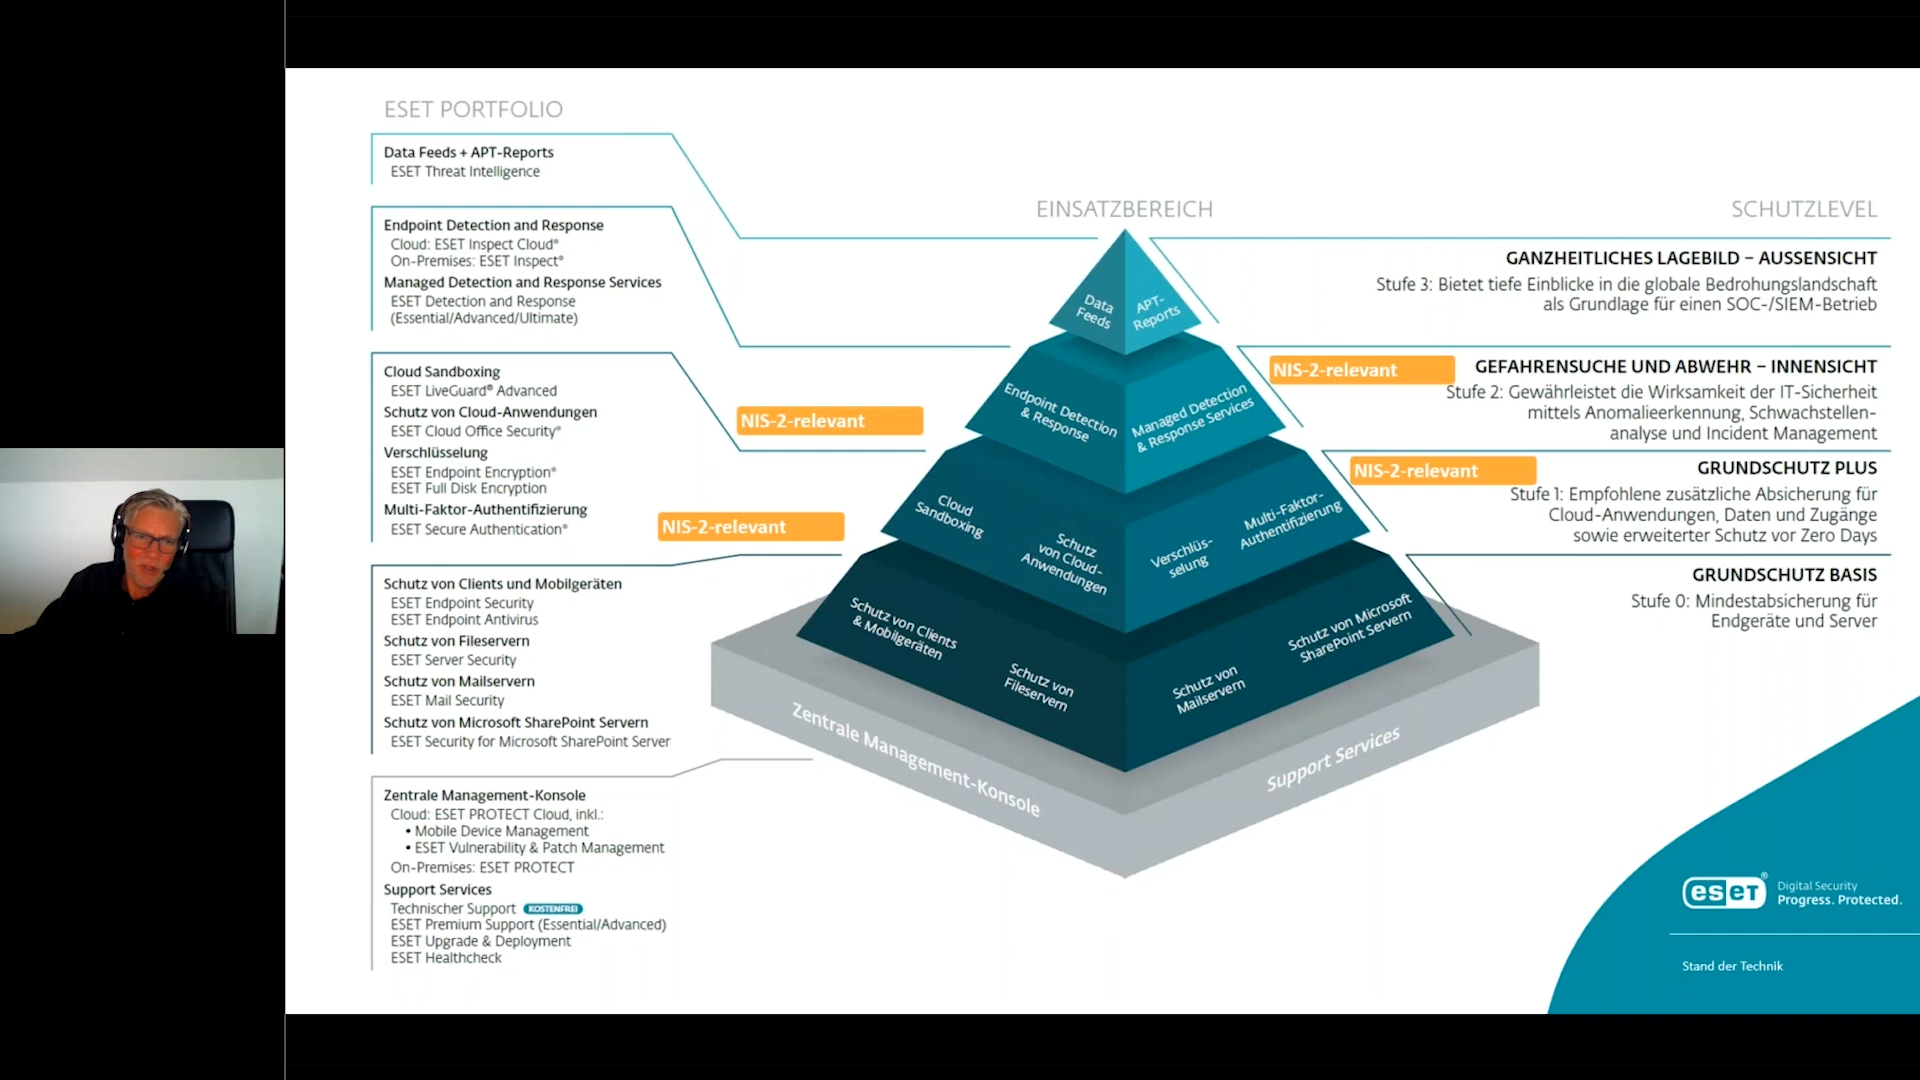 ESET PORTFOLIO
Data Feeds + APT-Reports
ESET Threat Intelligence
Endpoint Detection and Response
Cloud: ESET Inspect Cloud*
On-Premises: ESET Inspect*
Managed Detection and Response Services
ESET Detection and Response
(Essential/Advanced/Ultimate)
Cloud Sandboxing
ESET LiveGuard® Advanced
Schutz von Cloud-Anwendungen
ESET Cloud Office Security*
Verschlüsselung
ESET Endpoint Encryption*
ESET Full Disk Encryption
Multi-Faktor-Authentifizierung
ESET Secure Authentication*
Schutz von Clients und Mobilgeräten
ESET Endpoint Security
ESET Endpoint Antivirus
Schutz von Fileservern
ESET Server Security
Schutz von Mailservern
ESET Mail Security
Schutz von Microsoft SharePoint Servern
ESET Security for Microsoft SharePoint Server
Zentrale Management-Konsole
Cloud: ESET PROTECT Cloud, inkl.:
• Mobile Device Management
• ESET Vulnerability & Patch Management
On-Premises: ESET PROTECT
Support Services
Technischer Support KOSTENFREI
ESET Premium Support (Essential/Advanced)
ESET Upgrade & Deployment
ESET Healthcheck
NIS-2-relevant
NIS-2-relevant
EINSATZBEREICH
Data
Feeds
APT-
Reports
Endpoint Detection
& Response
Managed Detection
& Response Services
Cloud
Sandboxing
Schutz
von Cloud-
Anwendungen
Verschlüs-
selung
Multi-Faktor-
Authentifizierung
Schutz von Clients
& Mobilgeräten
Schutz von
Fileservern
Schutz von
Mailservern
Schutz von Microsoft
SharePoint Servern
Zentrale Management-Konsole
Support Services
SCHUTZLEVEL
GANZHEITLICHES LAGEBILD – AUSSENSICHT
Stufe 3: Bietet tiefe Einblicke in die globale Bedrohungslandschaft
als Grundlage für einen SOC-/SIEM-Betrieb
NIS-2-relevant
GEFAHRENSUCHE UND ABWEHR – INNENSICHT
Stufe 2: Gewährleistet die Wirksamkeit der IT-Sicherheit
mittels Anomalieerkennung, Schwachstellen-
analyse und Incident Management
NIS-2-relevant
GRUNDSCHUTZ PLUS
Stufe 1: Empfohlene zusätzliche Absicherung für
Cloud-Anwendungen, Daten und Zugänge
sowie erweiterter Schutz vor Zero Days
GRUNDSCHUTZ BASIS
Stufe 0: Mindestabsicherung für
Endgeräte und Server
eset®
Digital Security
Progress. Protected.
Stand der Technik